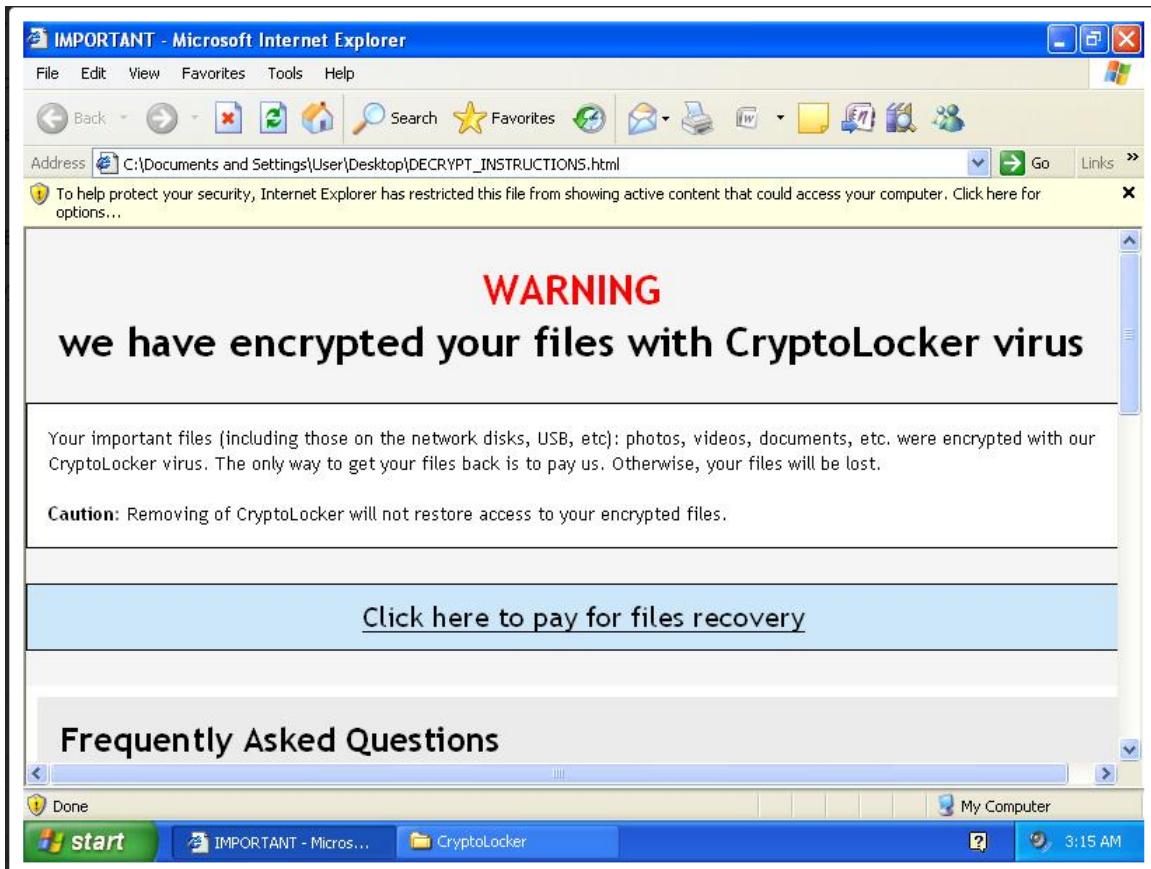 IMPORTANT - Microsoft Internet Explorer
File Edit View Favorites Tools Help
Back Search Favorites
Address C:\Documents and Settings\User\Desktop\DECRYPT_INSTRUCTIONS.html Go Links »
To help protect your security, Internet Explorer has restricted this file from showing active content that could access your computer. Click here for
options...
WARNING
we have encrypted your files with CryptoLocker virus
Your important files (including those on the network disks, USB, etc): photos, videos, documents, etc. were encrypted with our
CryptoLocker virus. The only way to get your files back is to pay us. Otherwise, your files will be lost.
Caution: Removing of CryptoLocker will not restore access to your encrypted files.
Click here to pay for files recovery
Frequently Asked Questions
Done My Computer
start IMPORTANT - Micros... CryptoLocker 3:15 AM